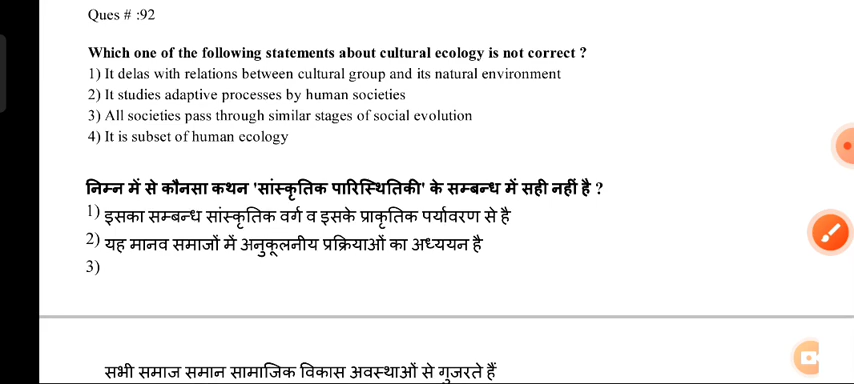 Ques # :92
Which one of the following statements about cultural ecology is not correct ?
1) It delas with relations between cultural group and its natural environment
2) It studies adaptive processes by human societies
3) All societies pass through similar stages of social evolution
4) It is subset of human ecology
निम्न में से कौनसा कथन 'सांस्कृतिक पारिस्थितिकी' के सम्बन्ध में सही नहीं है ?
1) इसका सम्बन्ध सांस्कृतिक वर्ग व इसके प्राकृतिक पर्यावरण से है
2) यह मानव समाजों में अनुकूलनीय प्रक्रियाओं का अध्ययन है
3)
सभी समाज समान सामाजिक विकास अवस्थाओं से गुजरते हैं